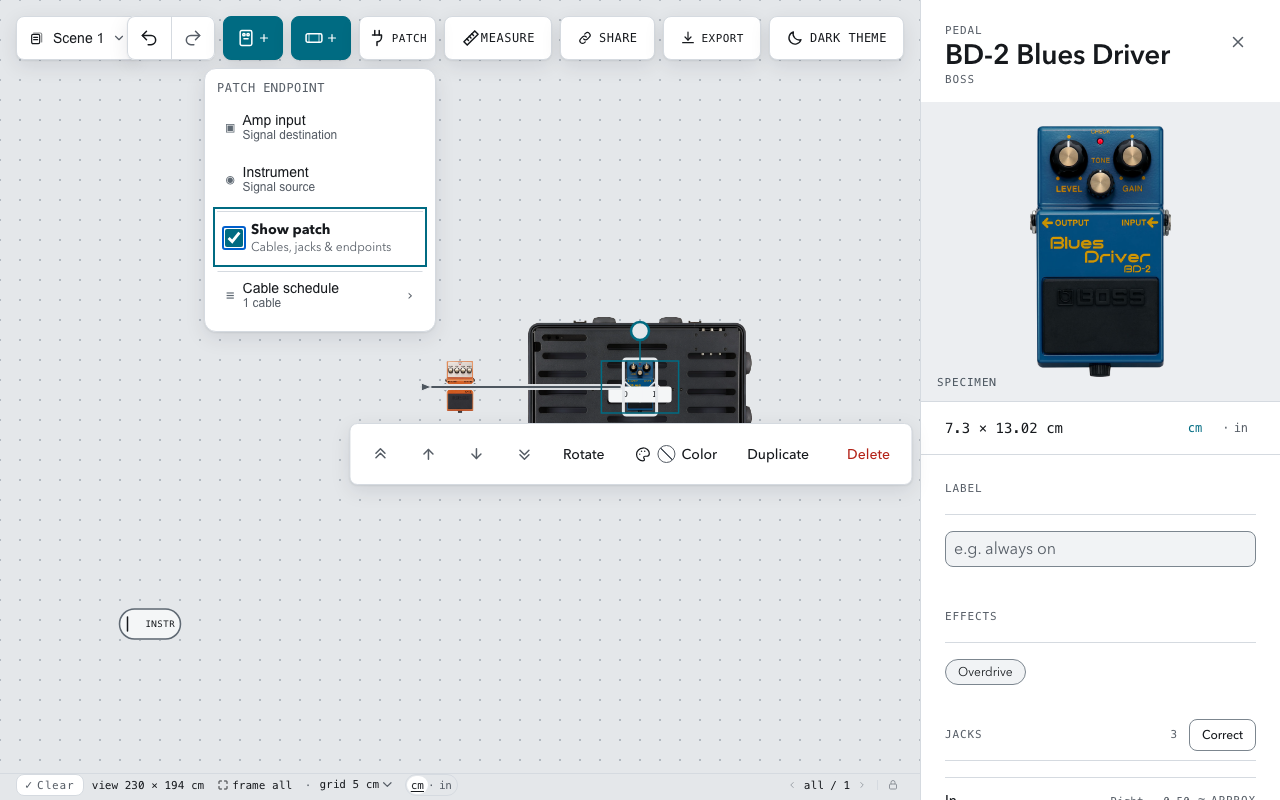 Scene 1
+
+
PATCH
MEASURE
SHARE
EXPORT
DARK THEME
PATCH ENDPOINT
Amp input
Signal destination
Instrument
Signal source
Show patch
Cables, jacks & endpoints
Cable schedule
1 cable
Rotate
Color
Duplicate
Delete
INSTR
✓ Clear
view 230 × 194 cm
frame all
· grid 5 cm
cm · in
all / 1
PEDAL
BD-2 Blues Driver
BOSS
CHECK
TONE
LEVEL
GAIN
OUTPUT
INPUT
Blues
Driver
BD-2
BOSS
SPECIMEN
7.3 × 13.02 cm
cm · in
LABEL
e.g. always on
EFFECTS
Overdrive
JACKS
3
Correct